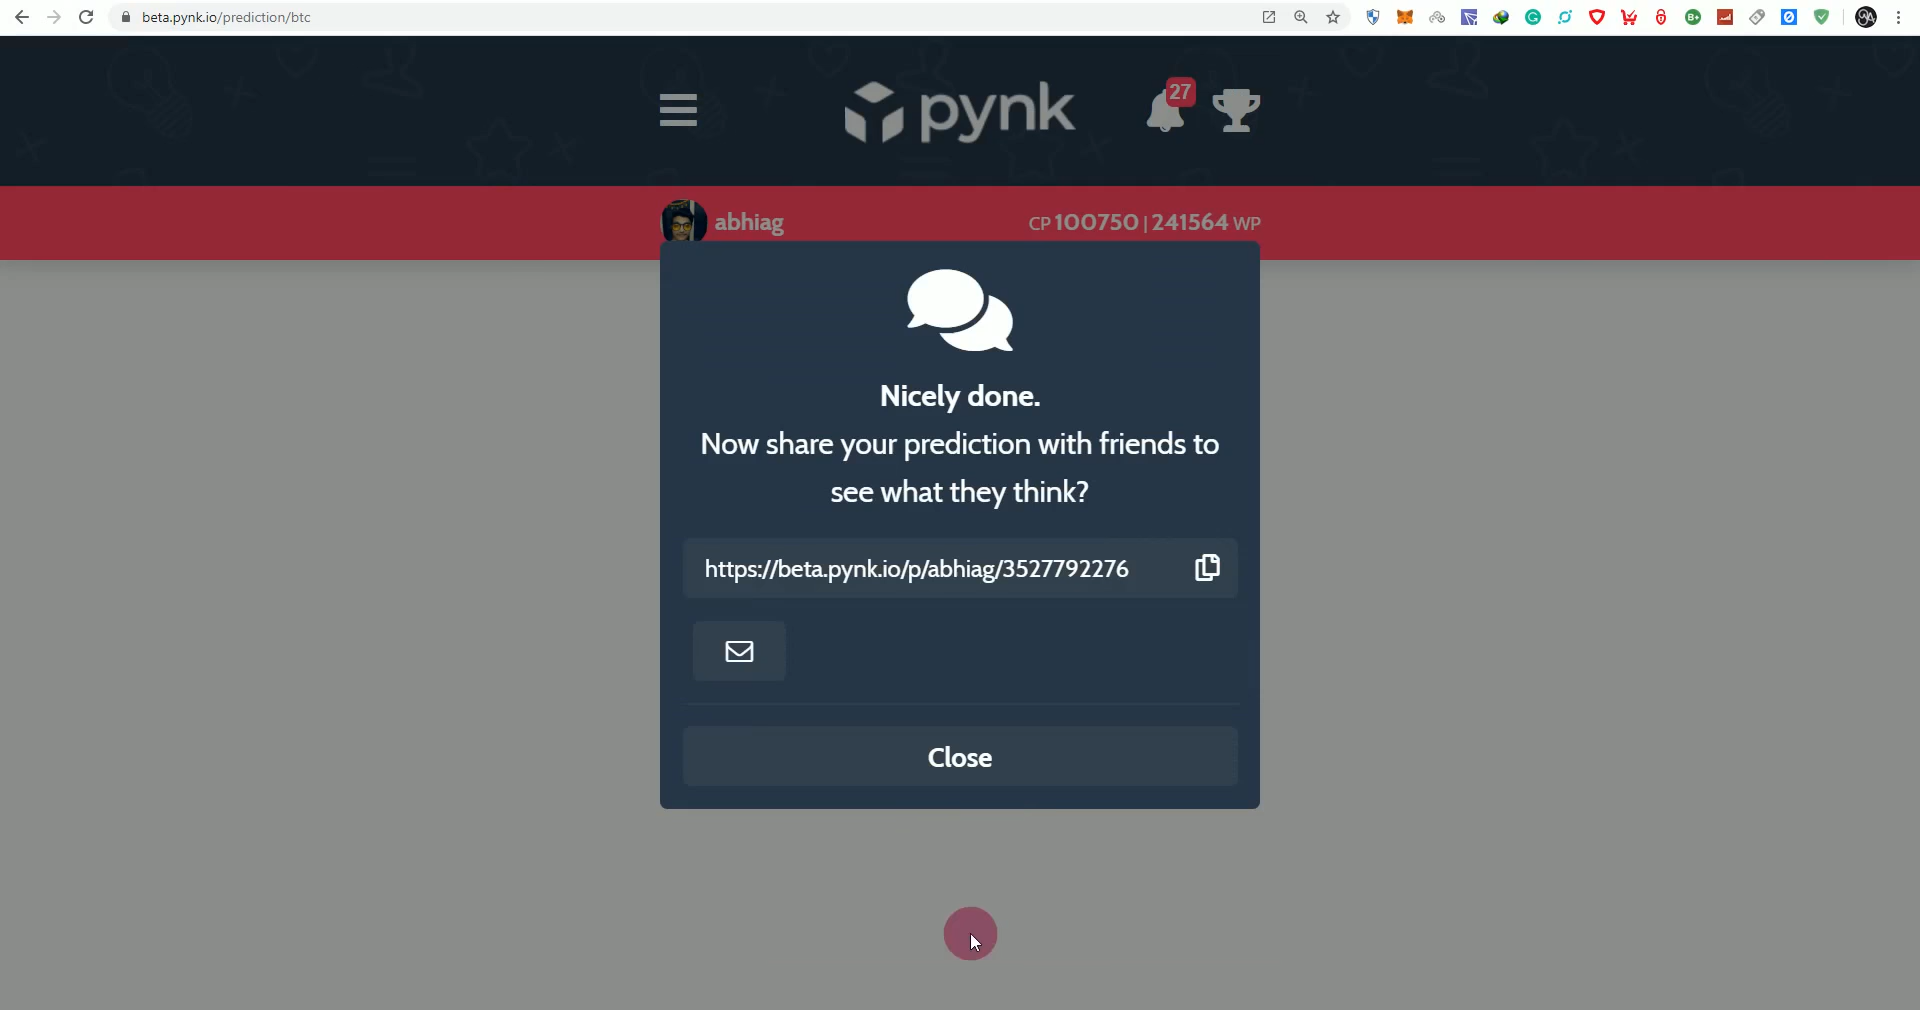 beta.pynk.io/prediction/btc
pynk
27
abhiag
CP 100750 | 241564 WP
Nicely done.
Now share your prediction with friends to
see what they think?
https://beta.pynk.io/p/abhiag/3527792276
Close